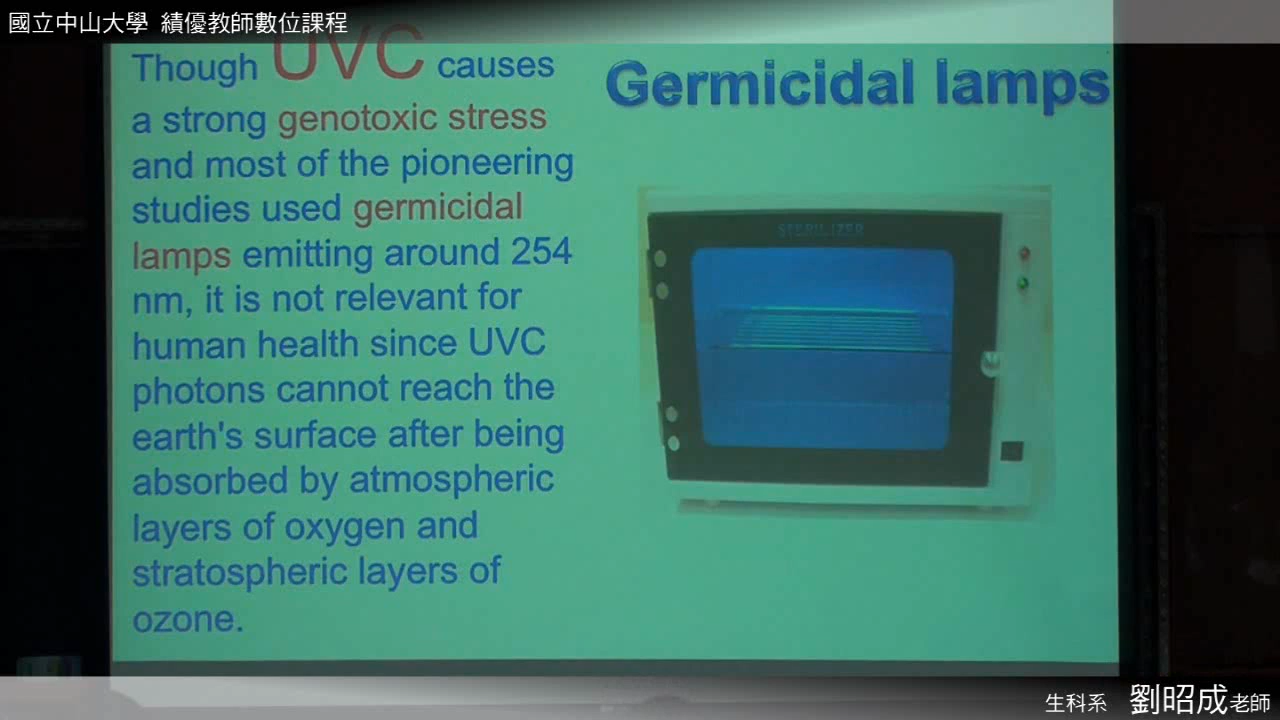 國立中山大學 績優教師數位課程
Though UVC causes
a strong genotoxic stress
and most of the pioneering
studies used germicidal
lamps emitting around 254
nm, it is not relevant for
human health since UVC
photons cannot reach the
earth's surface after being
absorbed by atmospheric
layers of oxygen and
stratospheric layers of
ozone.
Germicidal lamps
STERILIZER
生科系 劉昭成老師